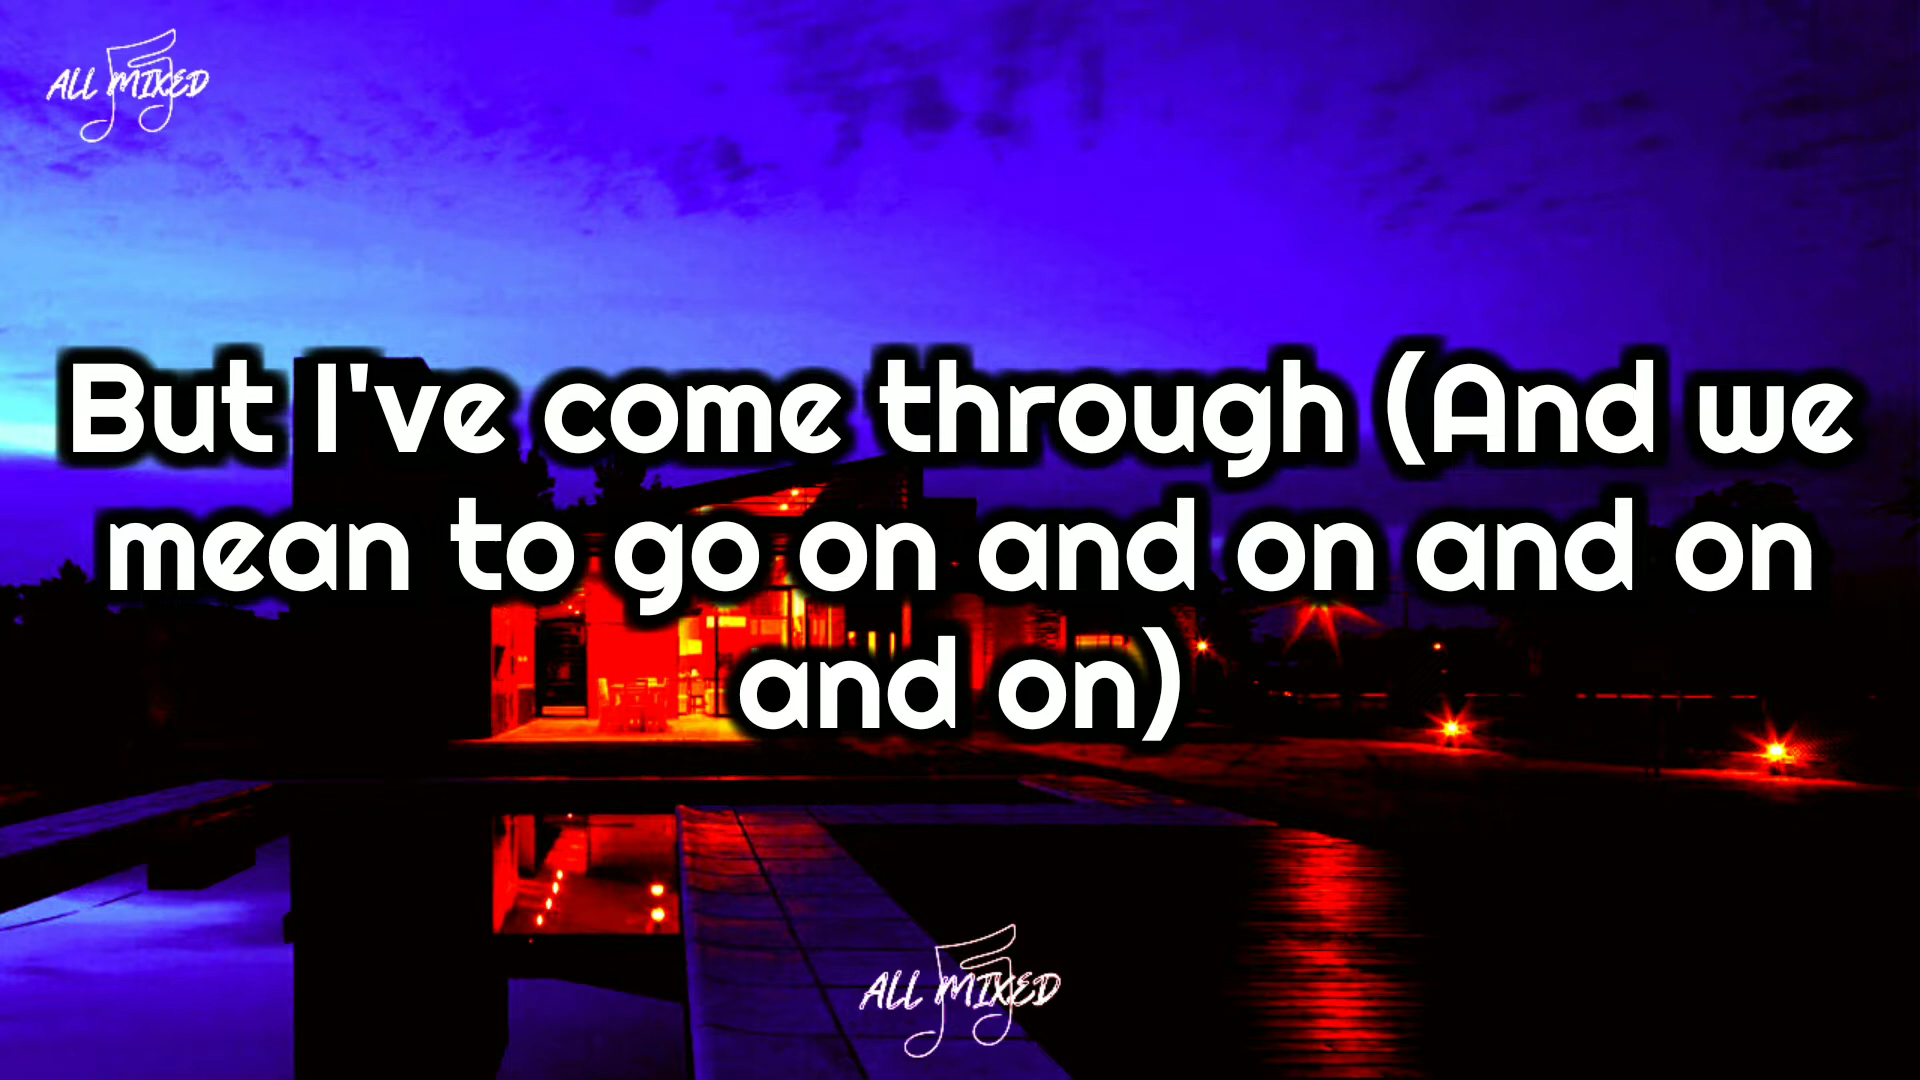 ALL MIXED
But I've come through (And we
mean to go on and on and on
and on)
ALL MIXED